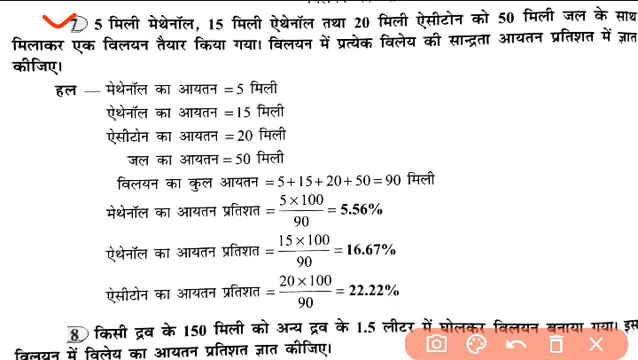 7 5 मिली मेथेनॉल, 15 मिली ऐथेनॉल तथा 20 मिली ऐसीटोन को 50 मिली जल के साथ
मिलाकर एक विलयन तैयार किया गया। विलयन में प्रत्येक विलेय की सान्द्रता आयतन प्रतिशत में ज्ञात
कीजिए।
हल — मेथेनॉल का आयतन = 5 मिली
ऐथेनॉल का आयतन = 15 मिली
ऐसीटोन का आयतन = 20 मिली
जल का आयतन = 50 मिली
विलयन का कुल आयतन = 5 + 15 + 20 + 50 = 90 मिली
मेथेनॉल का आयतन प्रतिशत = 5 × 100 / 90 = 5.56%
ऐथेनॉल का आयतन प्रतिशत = 15 × 100 / 90 = 16.67%
ऐसीटोन का आयतन प्रतिशत = 20 × 100 / 90 = 22.22%
8 किसी द्रव के 150 मिली को अन्य द्रव के 1.5 लीटर में घोलकर विलयन बनाया गया। इस
विलयन में विलेय का आयतन प्रतिशत ज्ञात कीजिए।